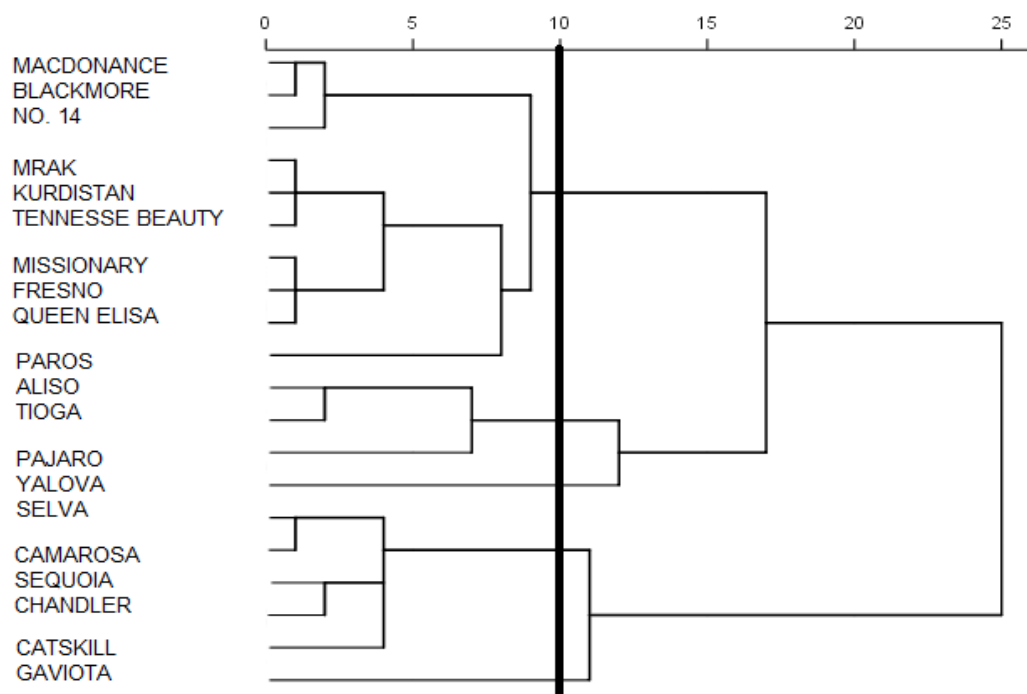 0 5 10 15 20 25
MACDONANCE
BLACKMORE
NO. 14
MRAK
KURDISTAN
TENNESSE BEAUTY
MISSIONARY
FRESNO
QUEEN ELISA
PAROS
ALISO
TIOGA
PAJARO
YALOVA
SELVA
CAMAROSA
SEQUOIA
CHANDLER
CATSKILL
GAVIOTA